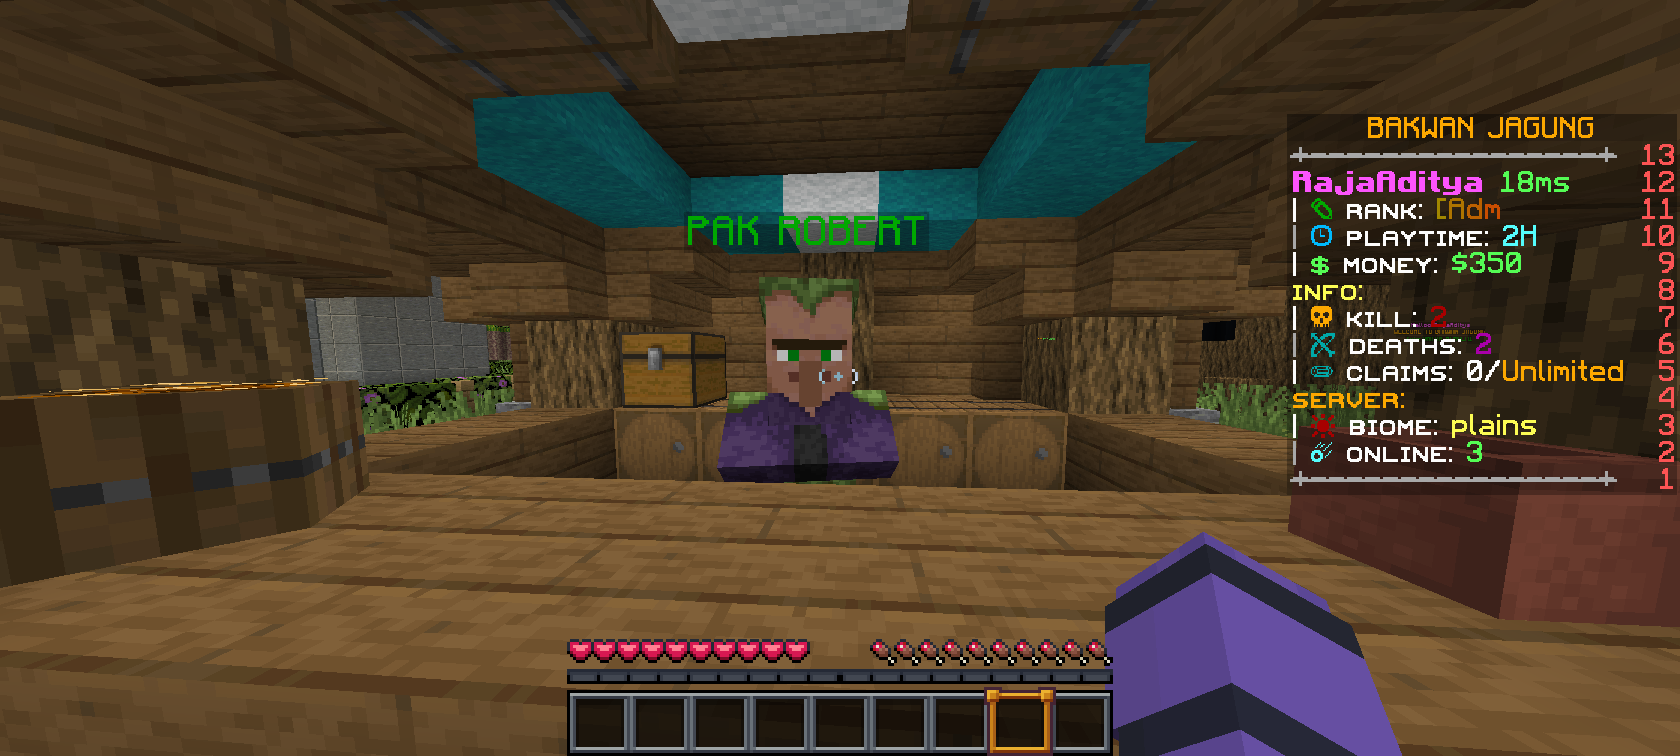 BAKWAN JAGUNG
13
RajaAditya 18ms 12
RANK: [Adm 11
PLAYTIME: 2H 10
$ MONEY: $350 9
INFO: 8
KILL: 2 7
DEATHS: 2 6
CLAIMS: 0/Unlimited 5
SERVER: 4
BIOME: plains 3
ONLINE: 3 2
1
PAK ROBERT